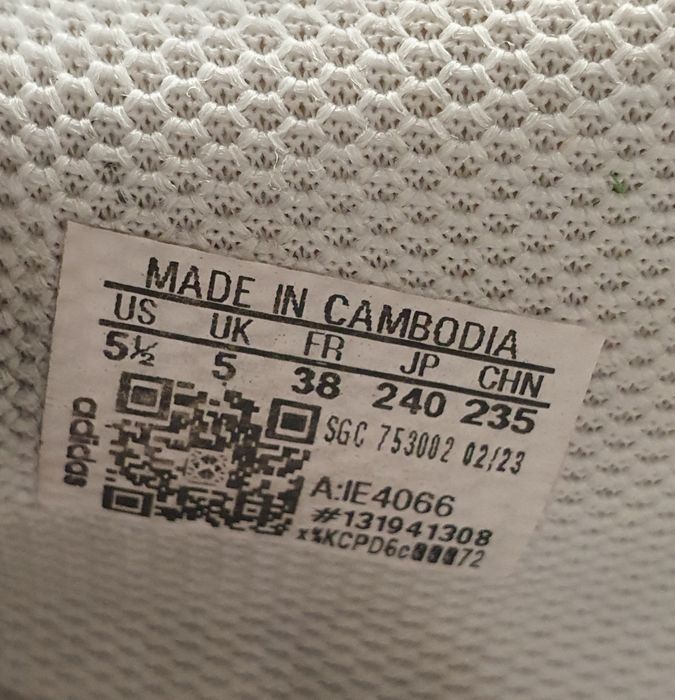 MADE IN CAMBODIA
US UK FR JP CHN
5½ 5 38 240 235
adidas
SGC 753002 02/23
A:IE4066
#131941308